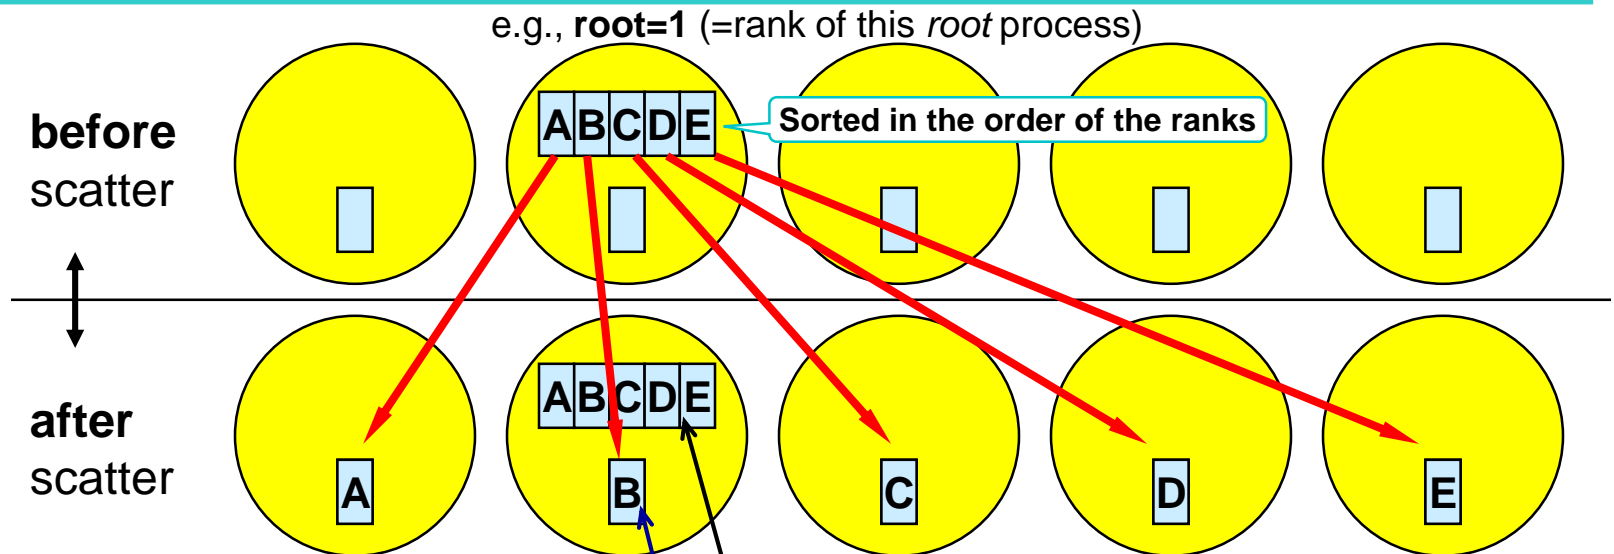 e.g., root=1 (=rank of this root process)
before
scatter
ABCDE
Sorted in the order of the ranks
after
scatter
ABCDE
A
B
C
D
E